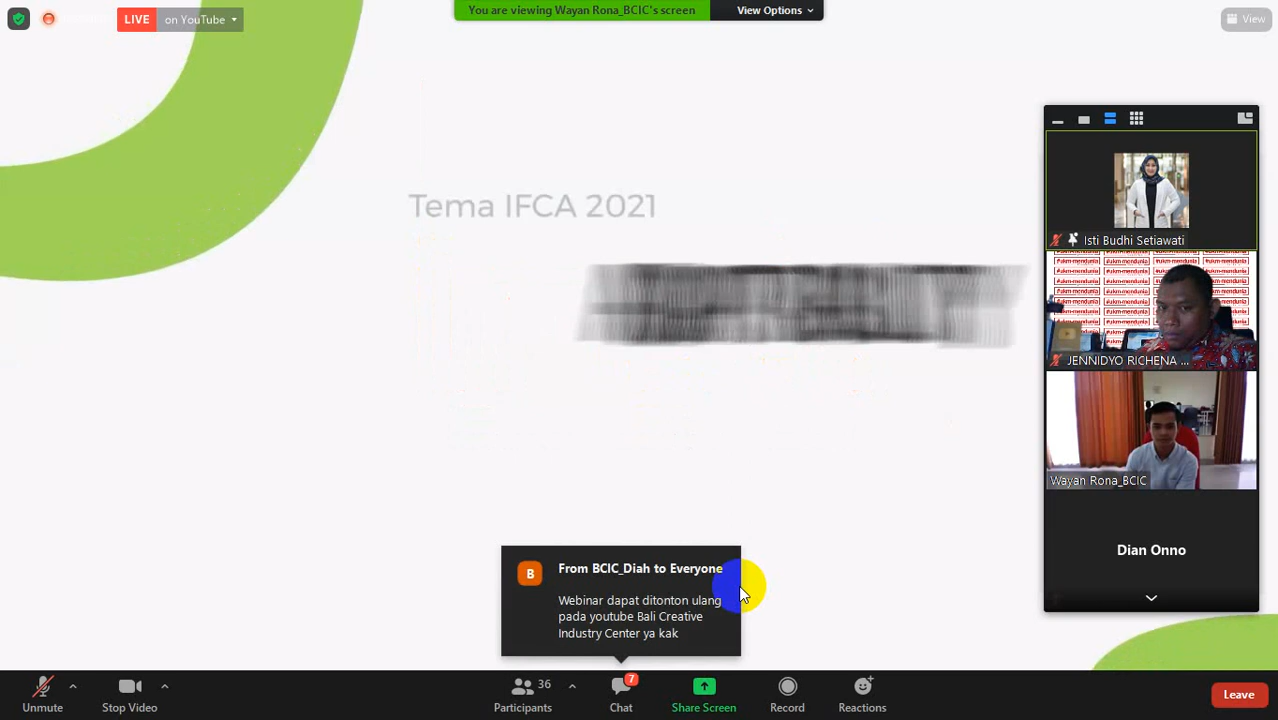 LIVE on YouTube
You are viewing Wayan Rona_BCIC's screen
View Options
View
Tema IFCA 2021
Isti Budhi Setiawati
#ukm-mendunia
JENNIDYO RICHENA ...
Wayan Rona_BCIC
Dian Onno
B
From BCIC_Diah to Everyone
Webinar dapat ditonton ulang
pada youtube Bali Creative
Industry Center ya kak
Unmute
Stop Video
36
Participants
7
Chat
Share Screen
Record
Reactions
Leave